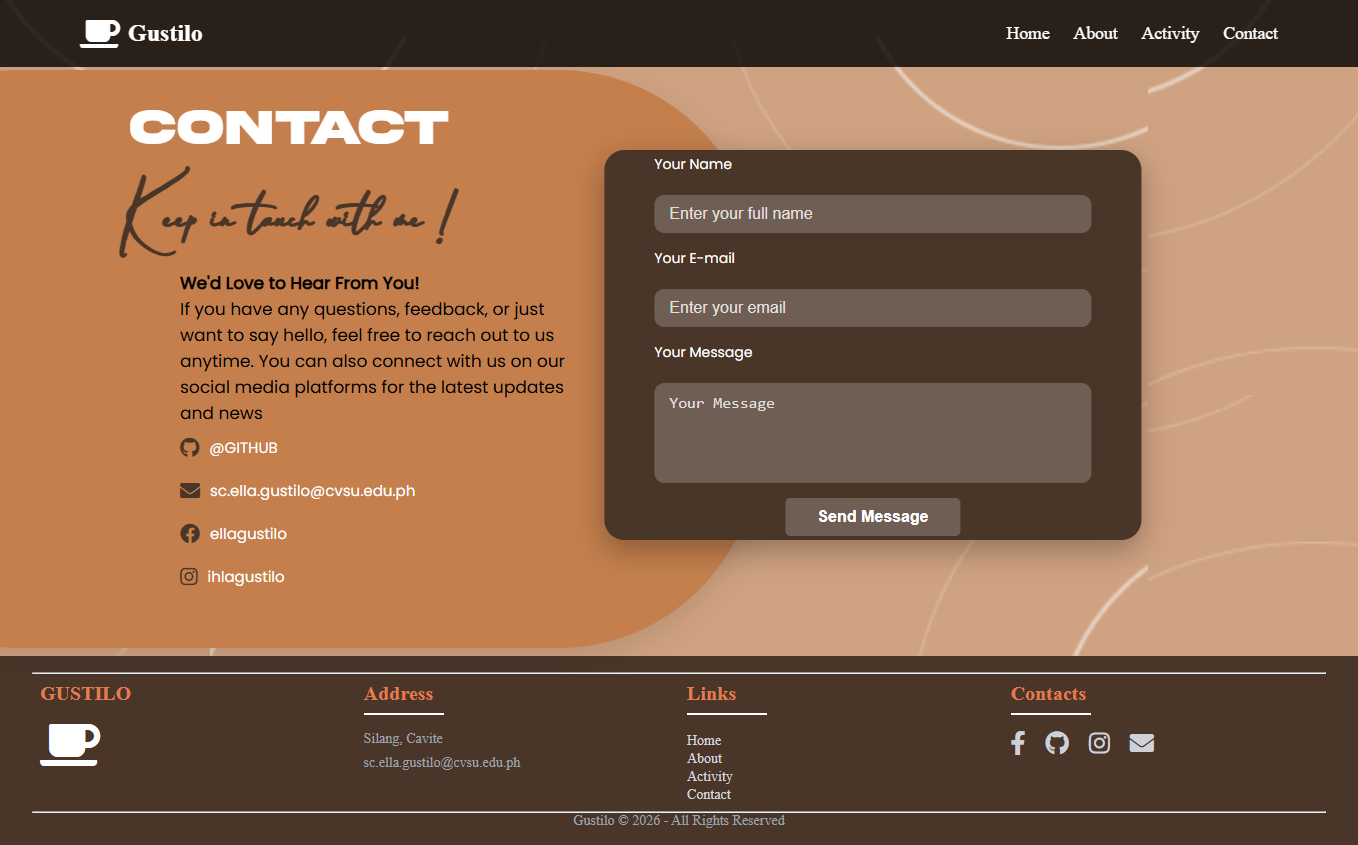 Gustilo
Home About Activity Contact
CONTACT
Keep in touch with me !
We'd Love to Hear From You!
If you have any questions, feedback, or just
want to say hello, feel free to reach out to us
anytime. You can also connect with us on our
social media platforms for the latest updates
and news
@GITHUB
sc.ella.gustilo@cvsu.edu.ph
ellagustilo
ihlagustilo
Your Name
Enter your full name
Your E-mail
Enter your email
Your Message
Your Message
Send Message
GUSTILO
Address
Silang, Cavite
sc.ella.gustilo@cvsu.edu.ph
Links
Home
About
Activity
Contact
Contacts
Gustilo © 2026 - All Rights Reserved